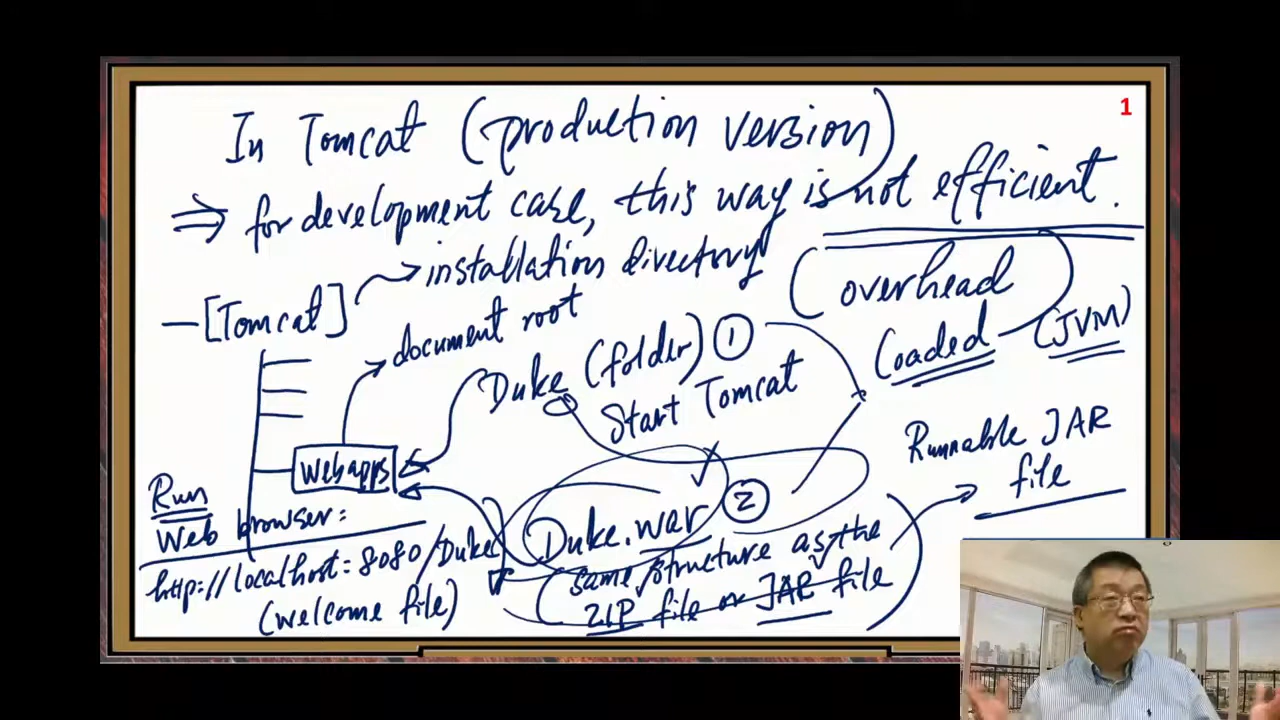 1
In Tomcat (production version)
⇒ for development case, this way is not efficient.
- [Tomcat] → installation directory
(overhead)
Loaded (JVM)
→ document root
Duke (folder) 1
Start Tomcat
Webapps
Runnable JAR
file
Duke.war 2
(same structure as the
ZIP file or JAR file)
Run
Web browser:
http://localhost:8080/Duke
(welcome file)